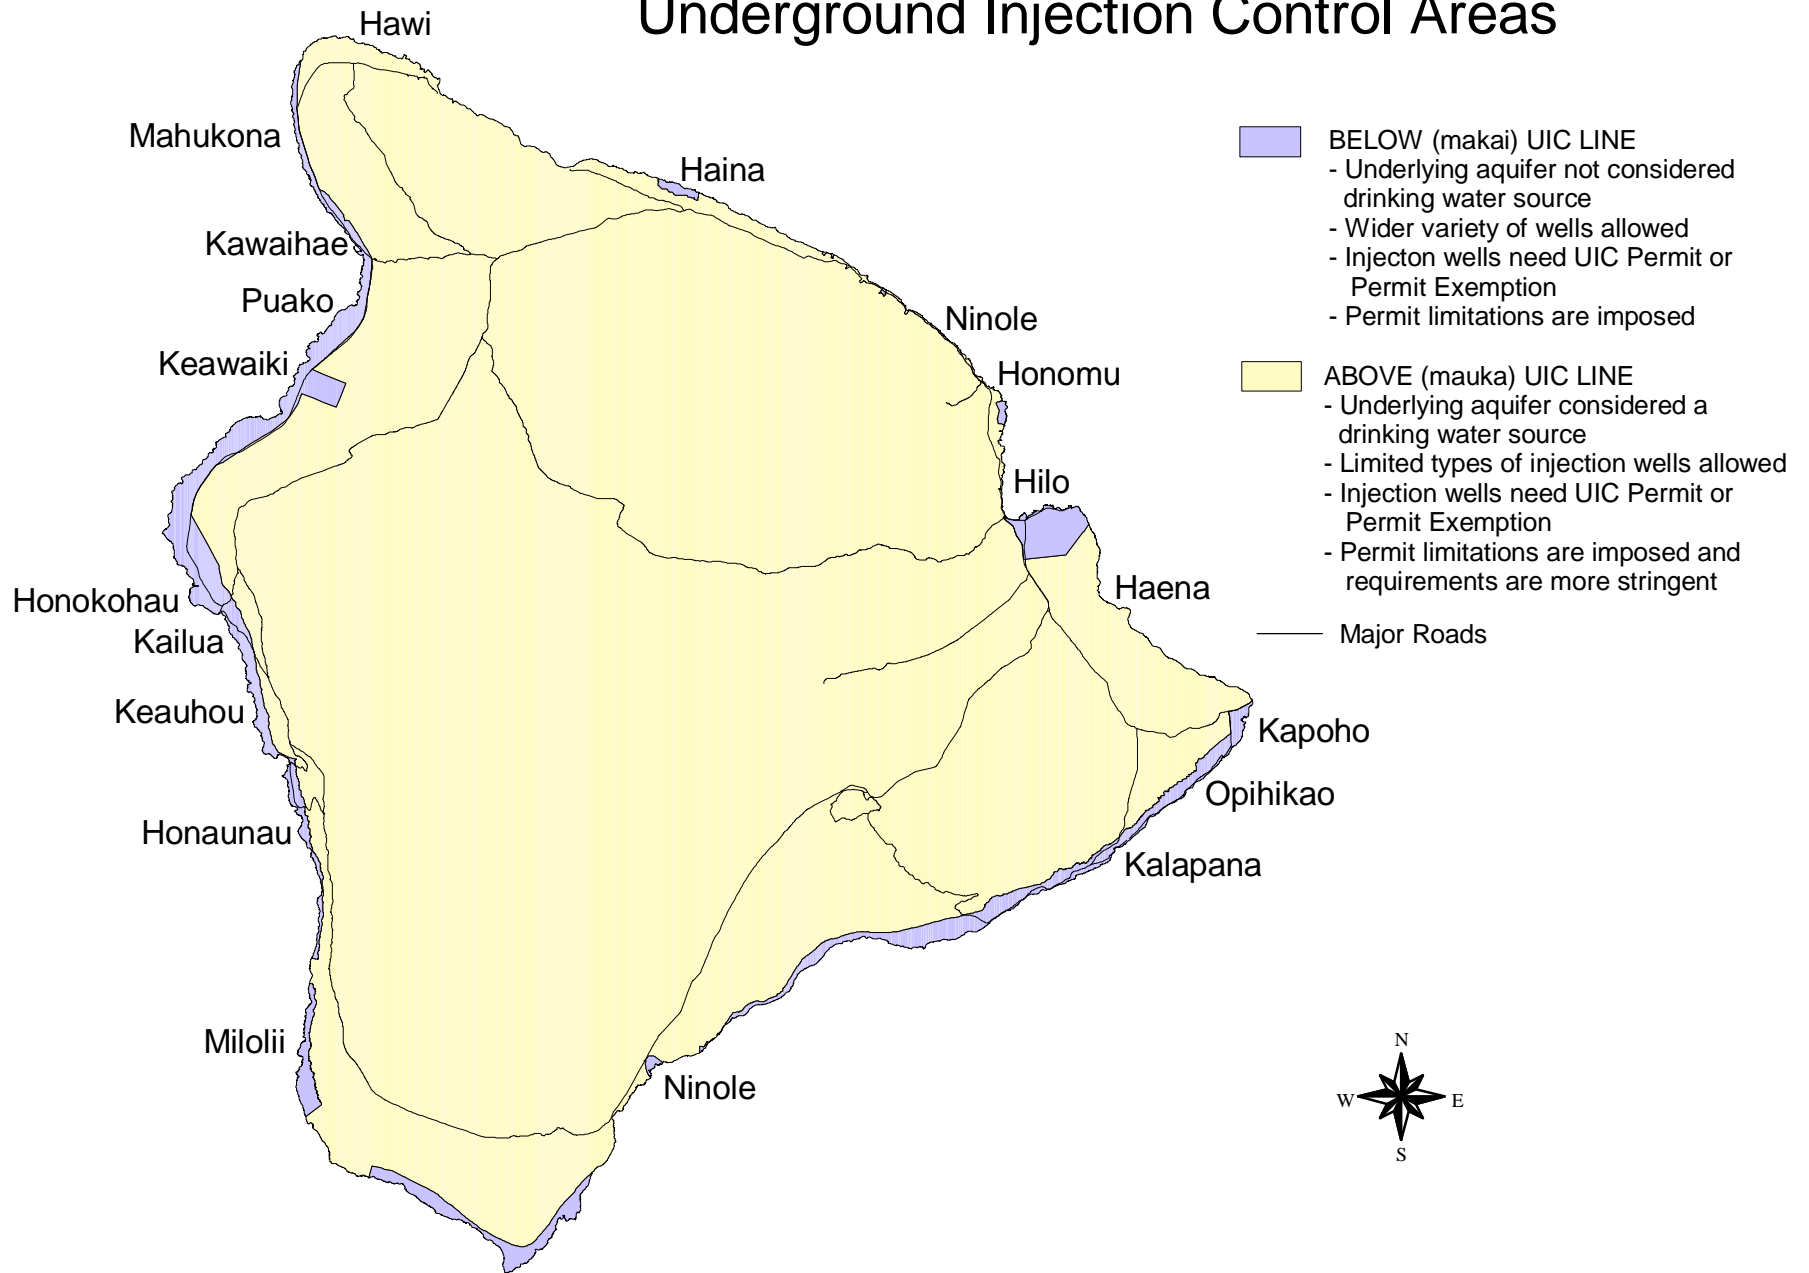 Underground Injection Control Areas
Hawi
Mahukona
Haina
Kawaihae
Puako
Keawaiki
Ninole
Honomu
Hilo
Haena
Honokohau
Kailua
Keauhou
Kapoho
Opihikao
Honaunau
Kalapana
Milolii
Ninole
BELOW (makai) UIC LINE
- Underlying aquifer not considered
drinking water source
- Wider variety of wells allowed
- Injecton wells need UIC Permit or
Permit Exemption
- Permit limitations are imposed
ABOVE (mauka) UIC LINE
- Underlying aquifer considered a
drinking water source
- Limited types of injection wells allowed
- Injection wells need UIC Permit or
Permit Exemption
- Permit limitations are imposed and
requirements are more stringent
Major Roads
N
W E
S